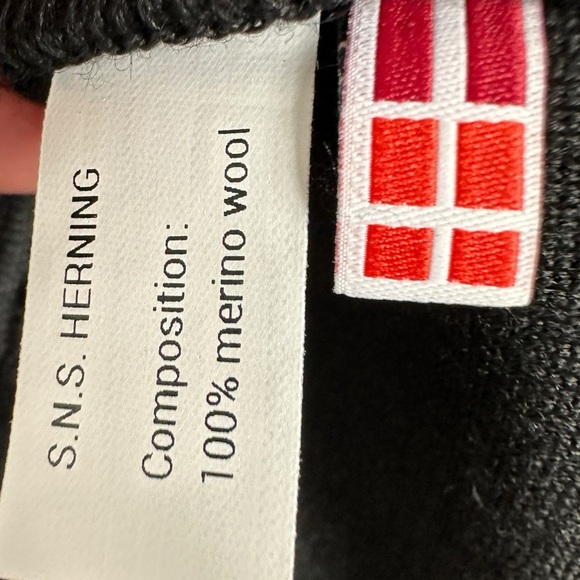 S.N.S. HERNING
Composition:
100% merino wool